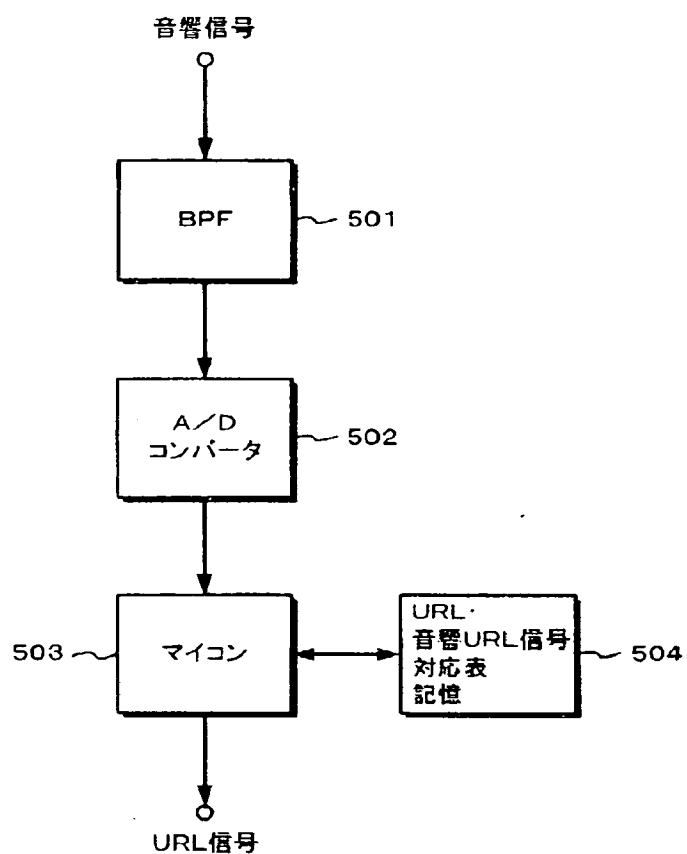 音響信号
BPF
501
A/D
コンバータ
502
503
マイコン
URL・
音響URL信号
対応表
記憶
504
URL信号